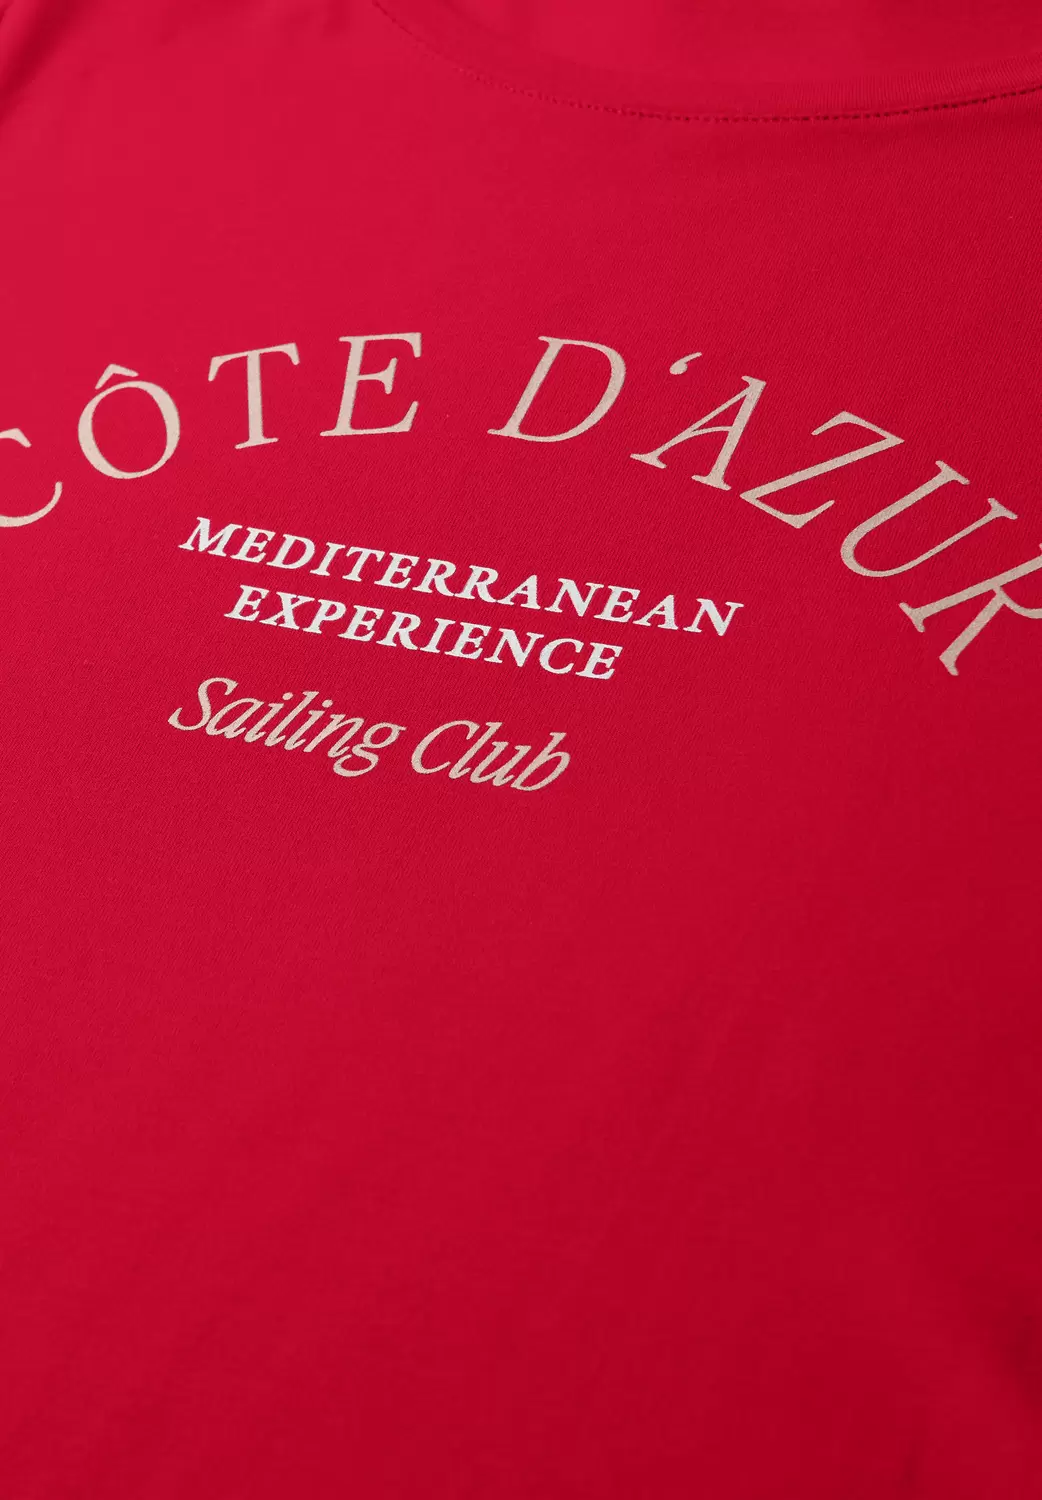 CÔTE D‘AZUR
MEDITERRANEAN
EXPERIENCE
Sailing Club